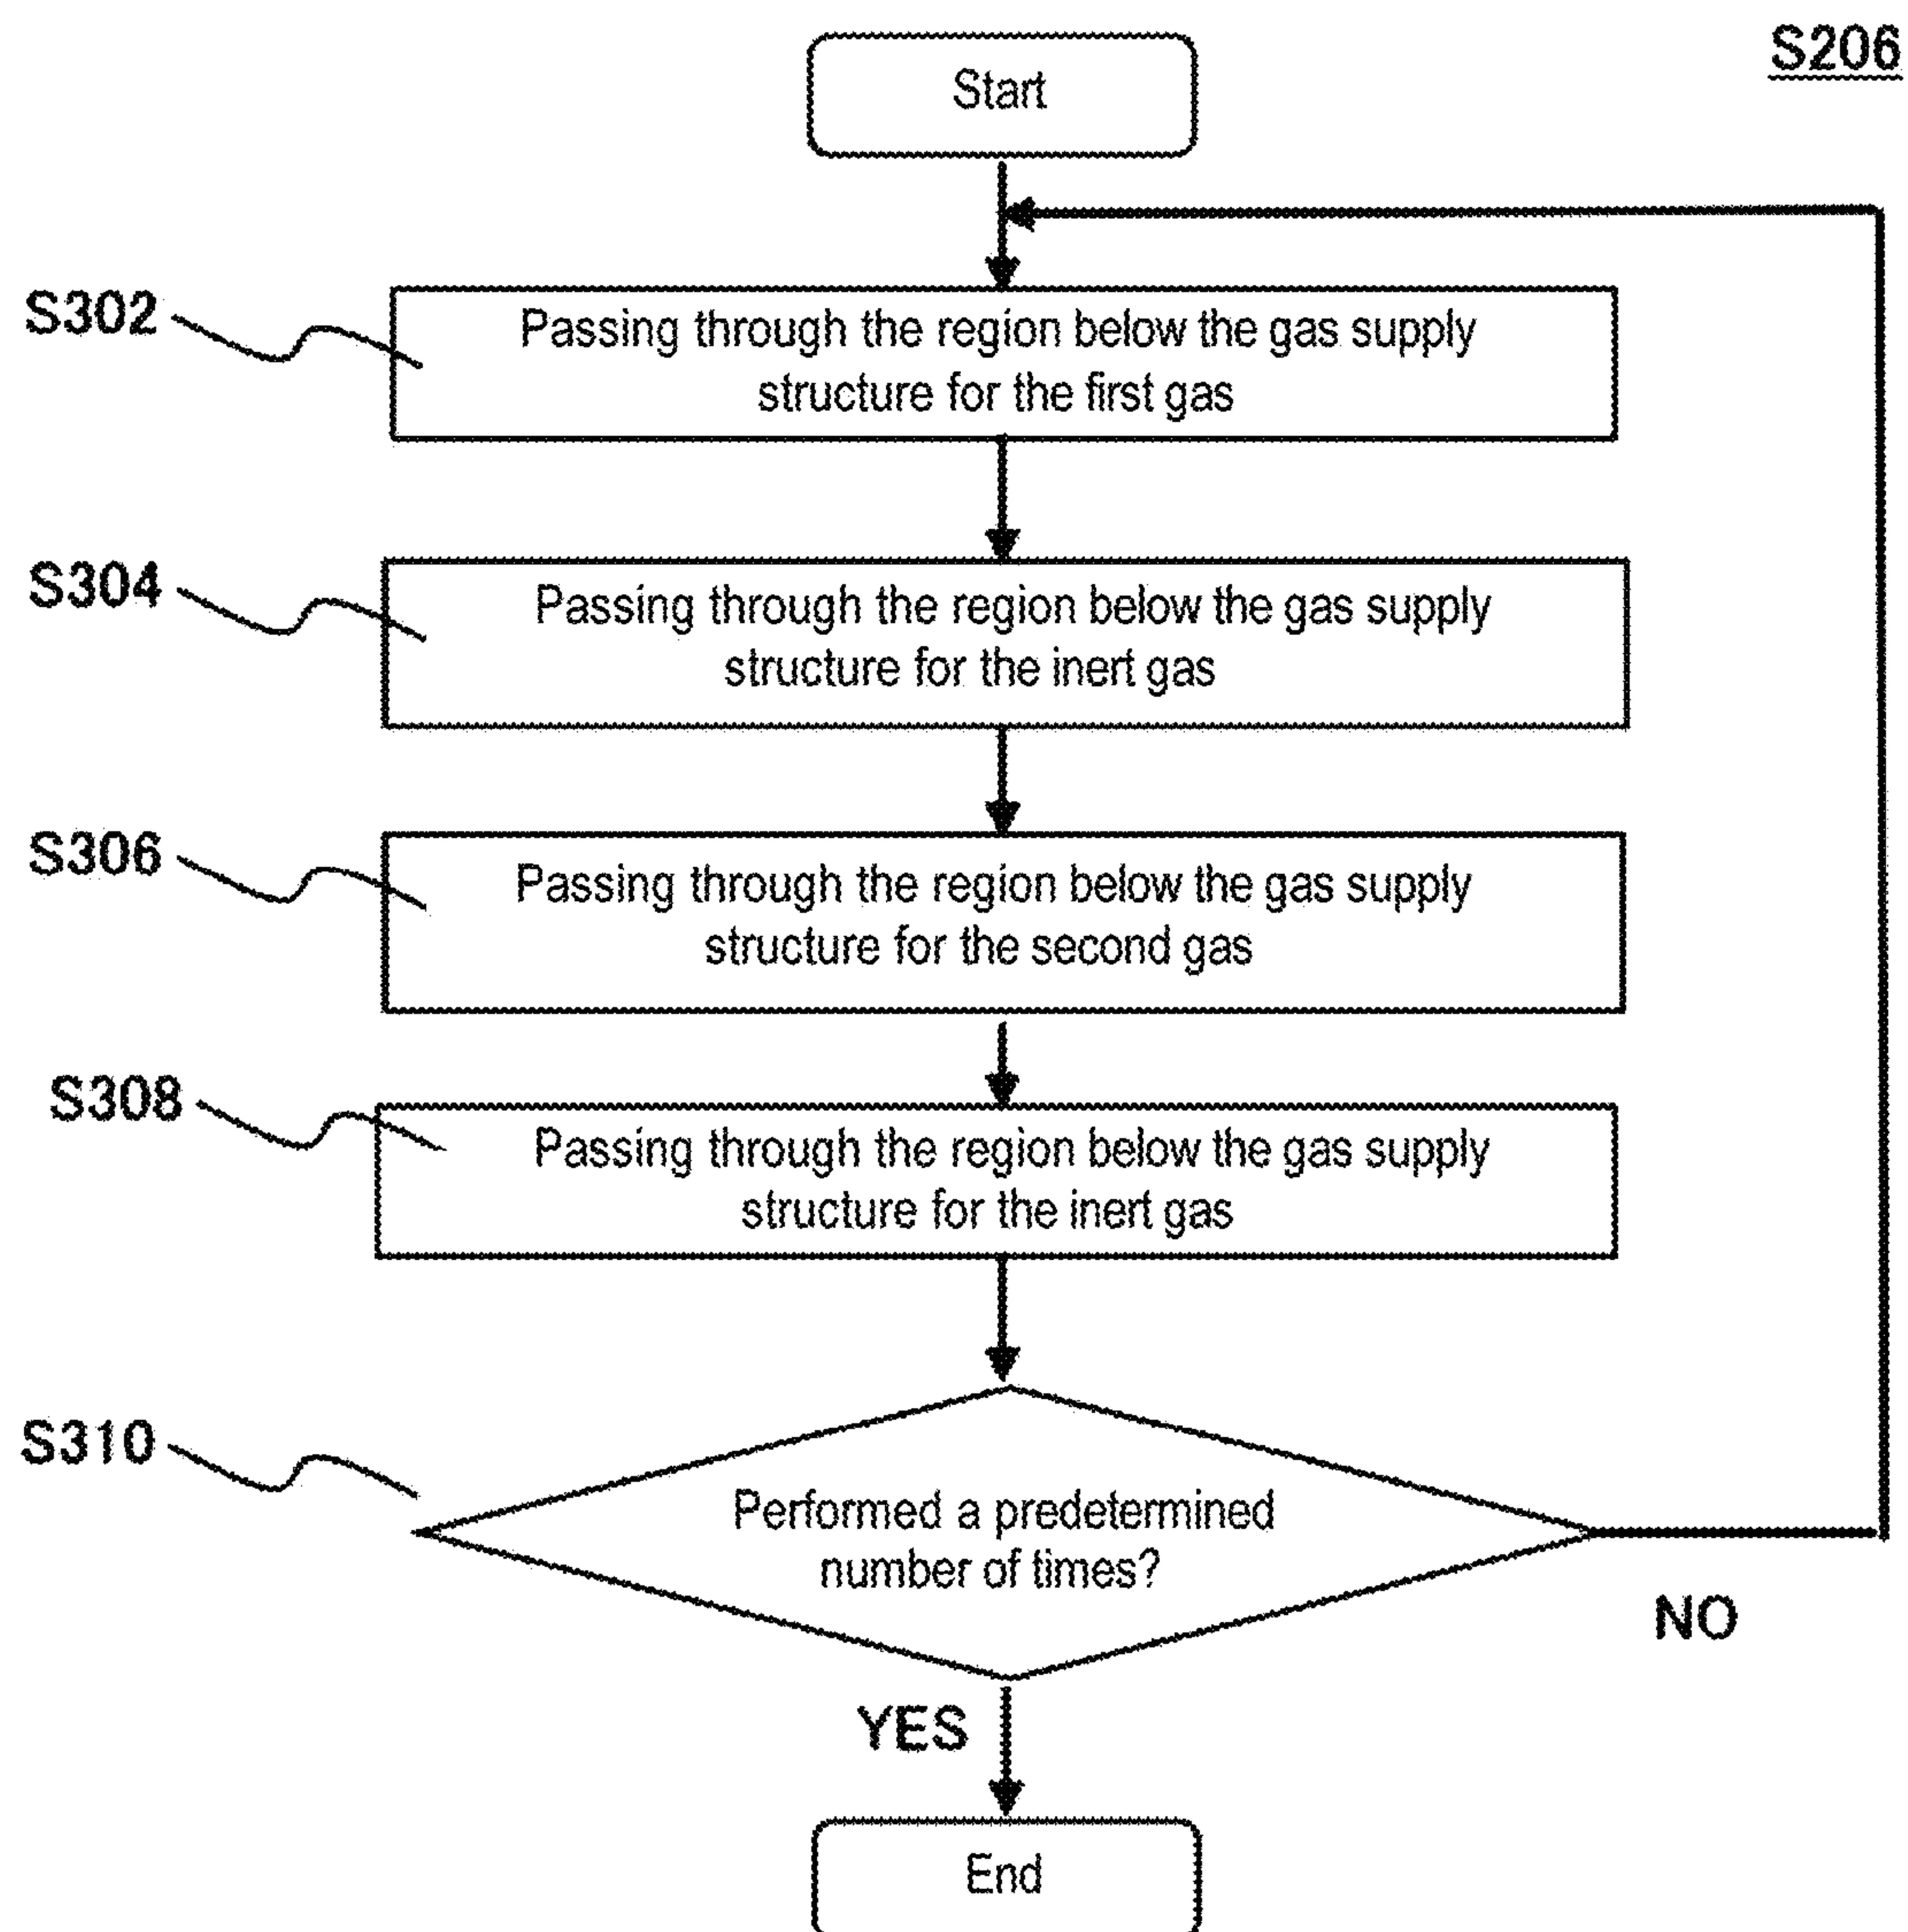 S206
Start
S302
Passing through the region below the gas supply
structure for the first gas
S304
Passing through the region below the gas supply
structure for the inert gas
S306
Passing through the region below the gas supply
structure for the second gas
S308
Passing through the region below the gas supply
structure for the inert gas
S310
Performed a predetermined
number of times?
NO
YES
End